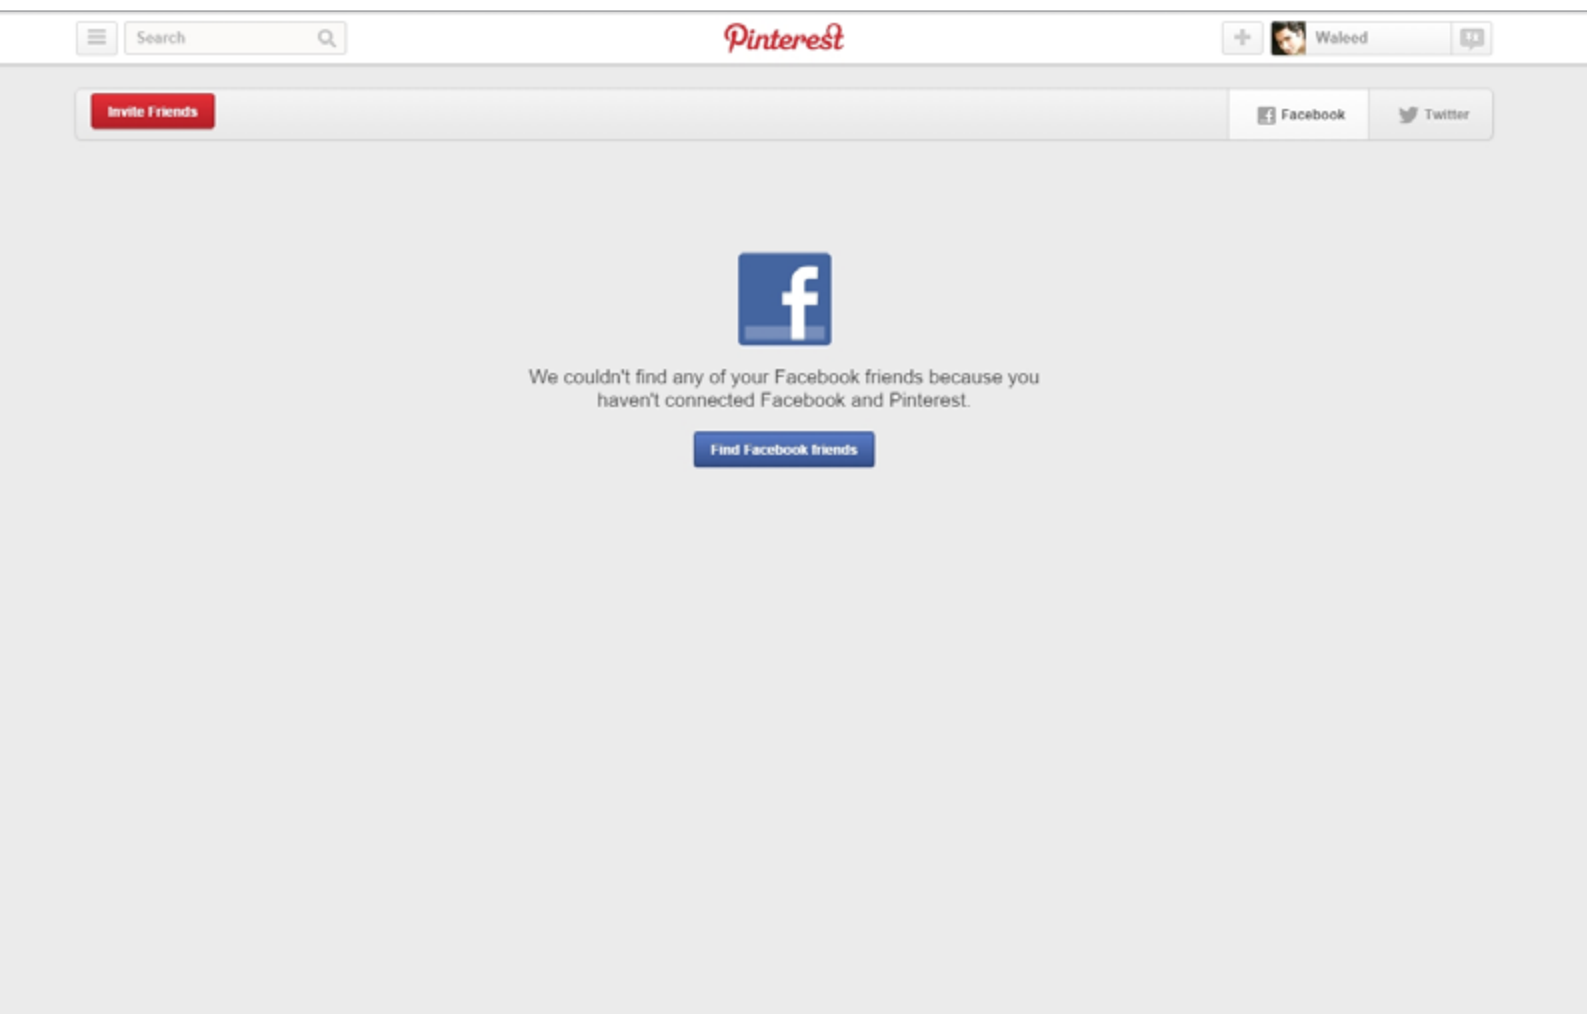 Search
Pinterest
Waleed
Invite Friends
Facebook
Twitter
f
We couldn't find any of your Facebook friends because you
haven't connected Facebook and Pinterest.
Find Facebook friends